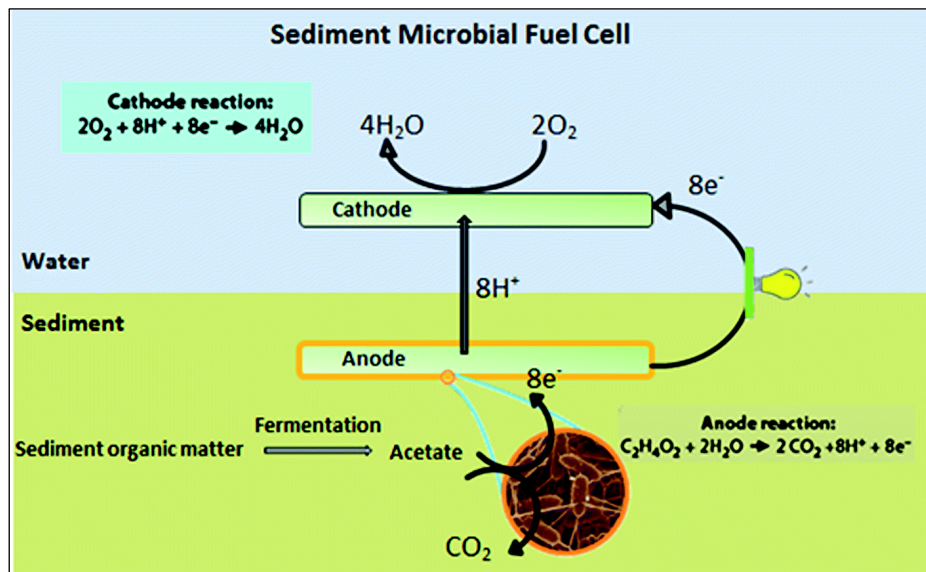 Sediment Microbial Fuel Cell
Cathode reaction:
2O₂ + 8H⁺ + 8e⁻ → 4H₂O
4H₂O
2O₂
8e⁻
Cathode
Water
8H⁺
Sediment
Anode
8e⁻
Fermentation
Sediment organic matter
Acetate
Anode reaction:
C₂H₄O₂ + 2H₂O → 2 CO₂ +8H⁺ + 8e⁻
CO₂